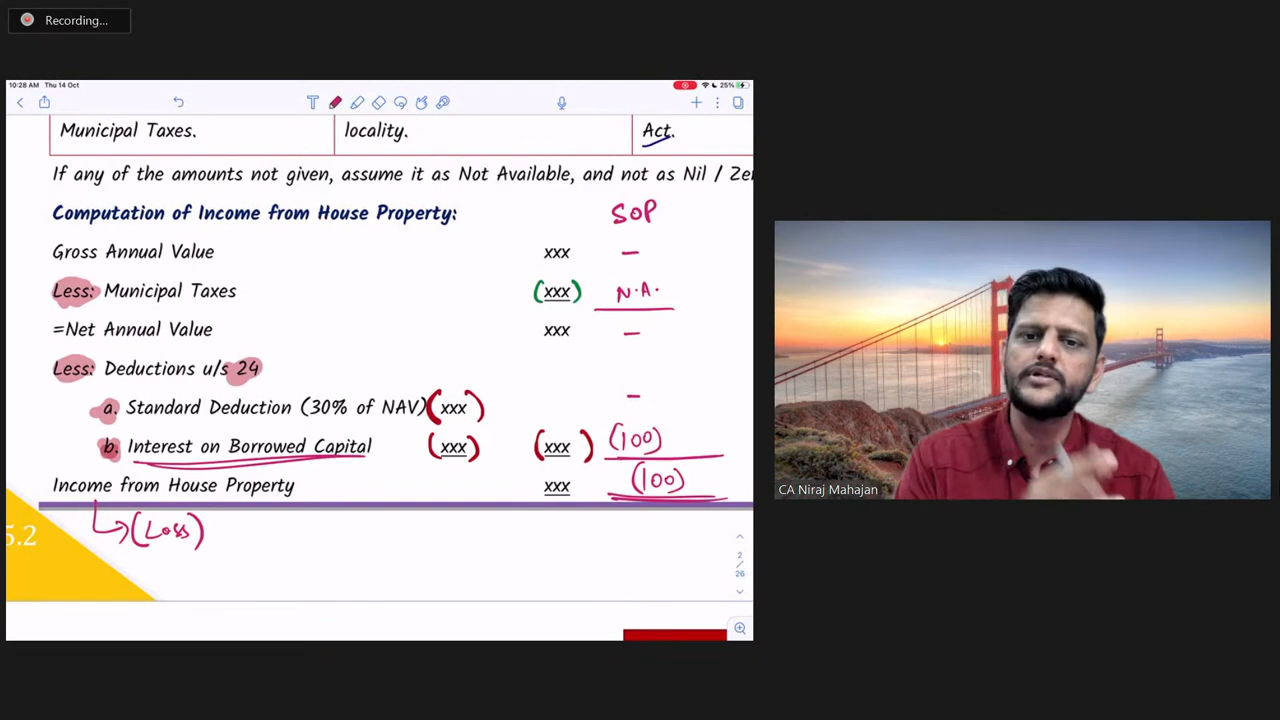 Recording...
10:28 AM Thu 14 Oct
25%
Municipal Taxes. locality. Act.
If any of the amounts not given, assume it as Not Available, and not as Nil /
Computation of Income from House Property: SOP
Gross Annual Value xxx -
Less: Municipal Taxes (xxx) N.A.
=Net Annual Value xxx -
Less: Deductions u/s 24
a. Standard Deduction (30% of NAV) (xxx) -
b. Interest on Borrowed Capital (xxx) (xxx) (100)
Income from House Property xxx (100)
(Loss)
5.2
2
/
26
CA Niraj Mahajan